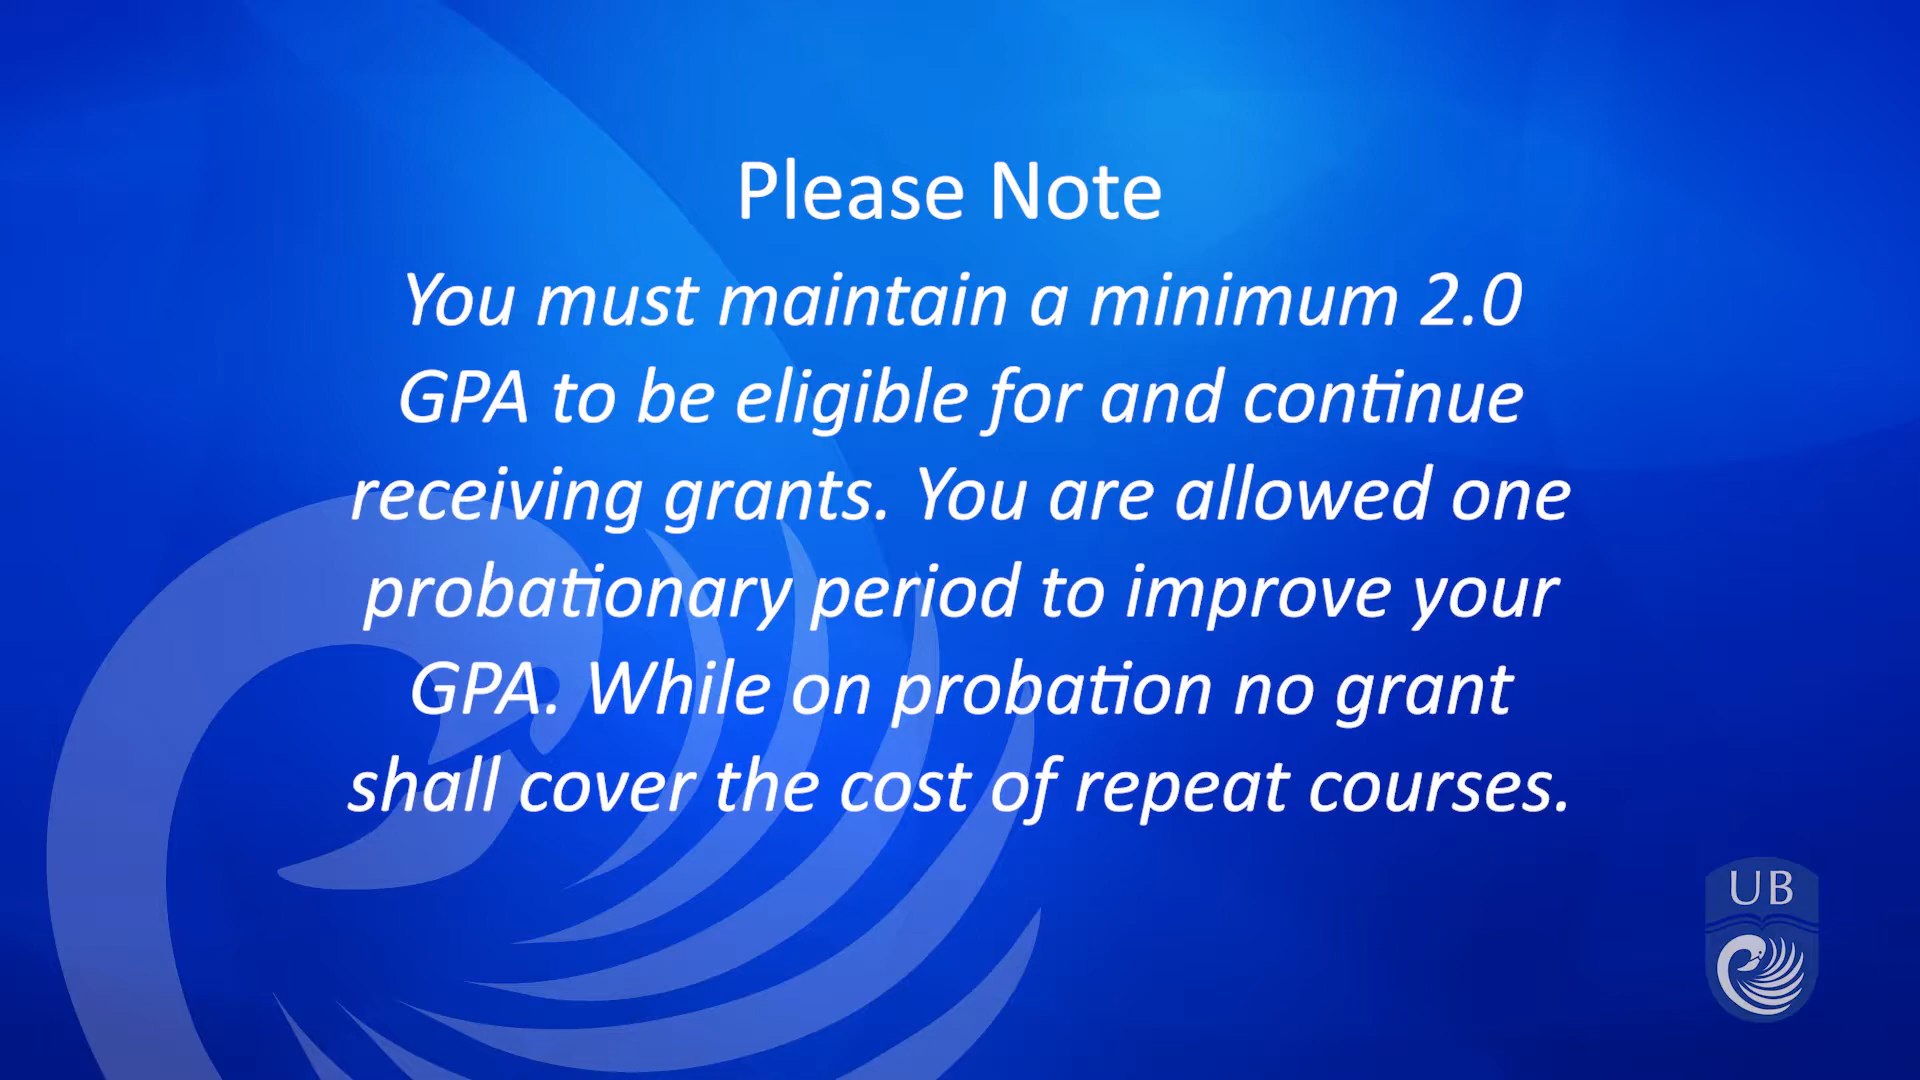 Please Note
You must maintain a minimum 2.0
GPA to be eligible for and continue
receiving grants. You are allowed one
probationary period to improve your
GPA. While on probation no grant
shall cover the cost of repeat courses.
UB